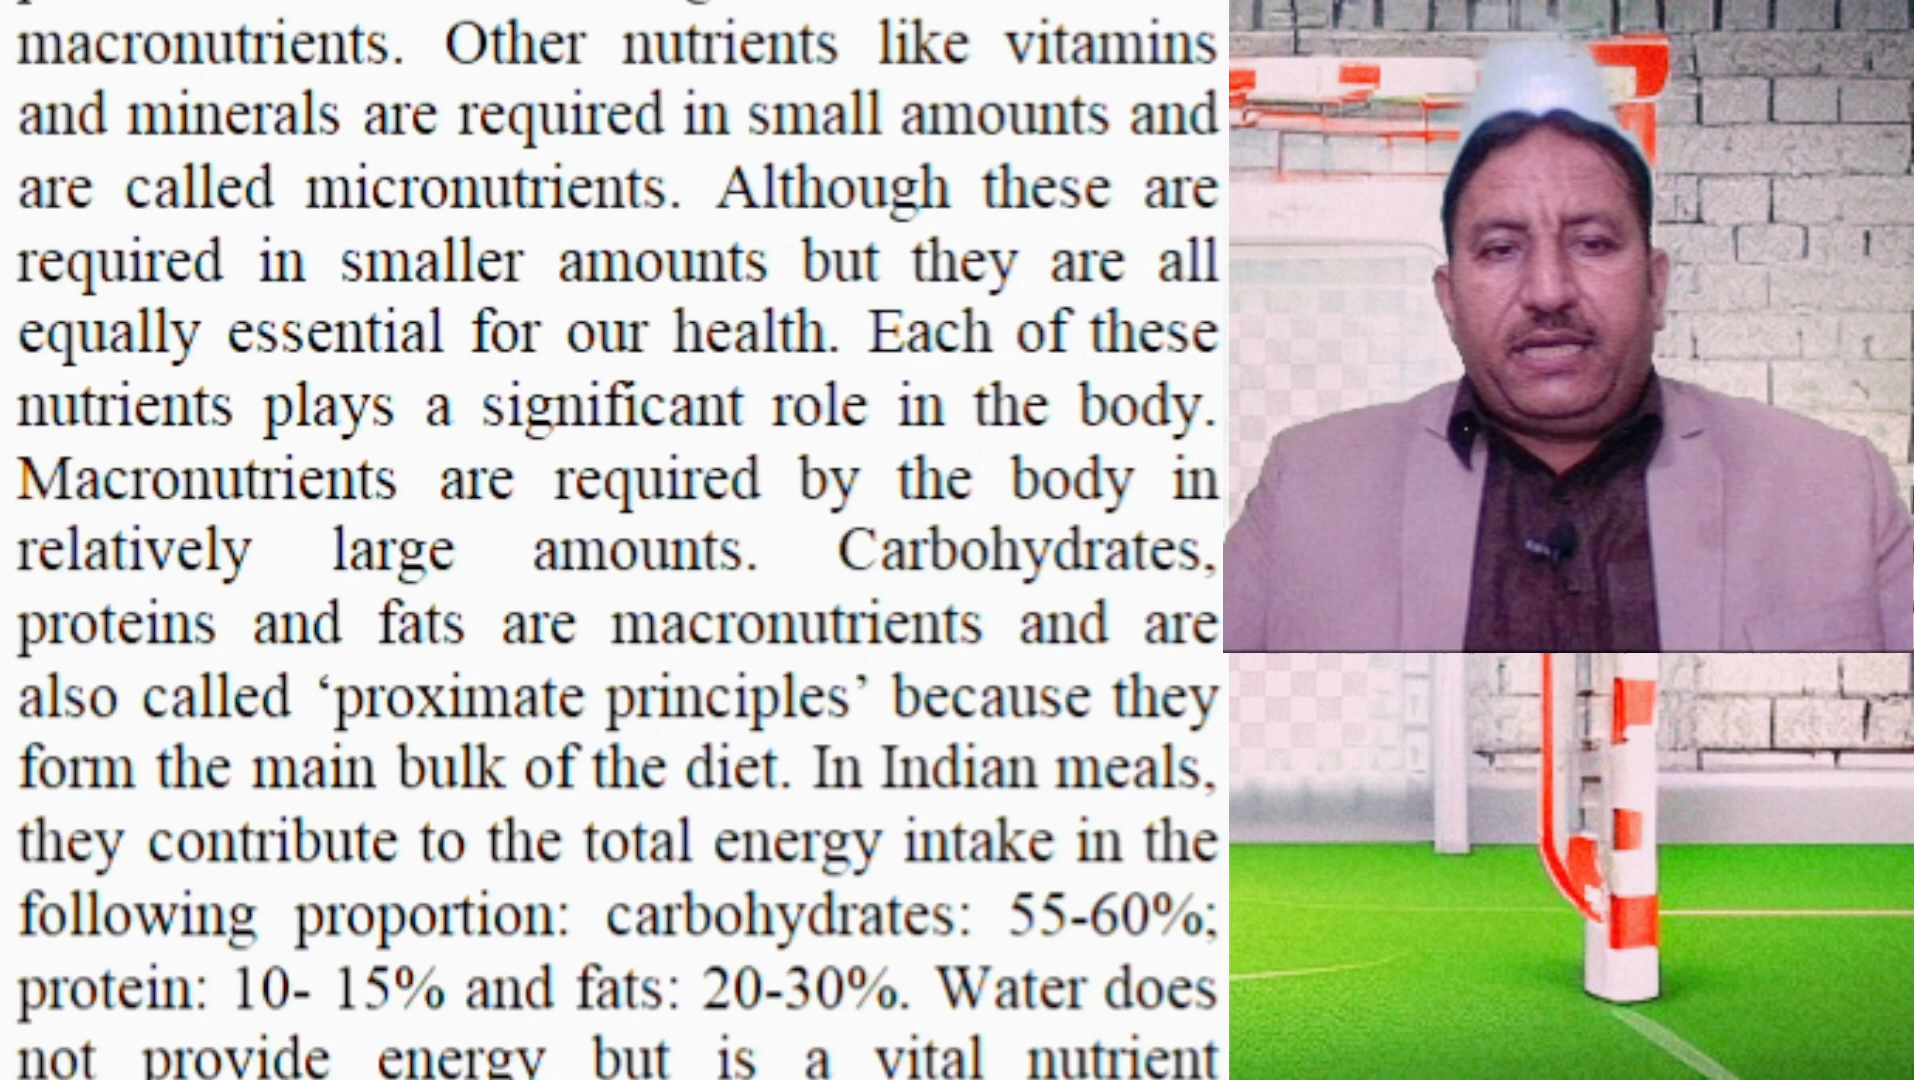 macronutrients. Other nutrients like vitamins
and minerals are required in small amounts and
are called micronutrients. Although these are
required in smaller amounts but they are all
equally essential for our health. Each of these
nutrients plays a significant role in the body.
Macronutrients are required by the body in
relatively large amounts. Carbohydrates,
proteins and fats are macronutrients and are
also called ‘proximate principles’ because they
form the main bulk of the diet. In Indian meals,
they contribute to the total energy intake in the
following proportion: carbohydrates: 55-60%;
protein: 10- 15% and fats: 20-30%. Water does
not provide energy but is a vital nutrient